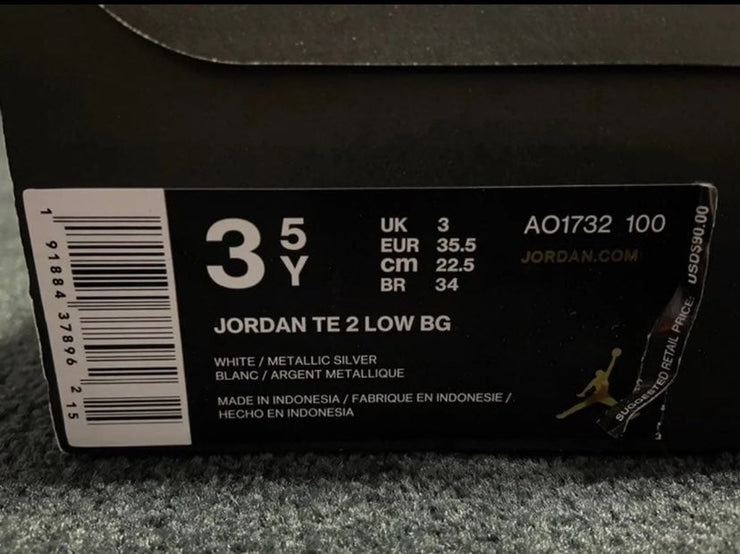 3 5 Y
UK 3
EUR 35.5
cm 22.5
BR 34
AO1732 100
JORDAN.COM
JORDAN TE 2 LOW BG
WHITE / METALLIC SILVER
BLANC / ARGENT METALLIQUE
MADE IN INDONESIA / FABRIQUE EN INDONESIE /
HECHO EN INDONESIA
SUGGESTED RETAIL PRICE USD$90.00
1 91884 37896 2 15